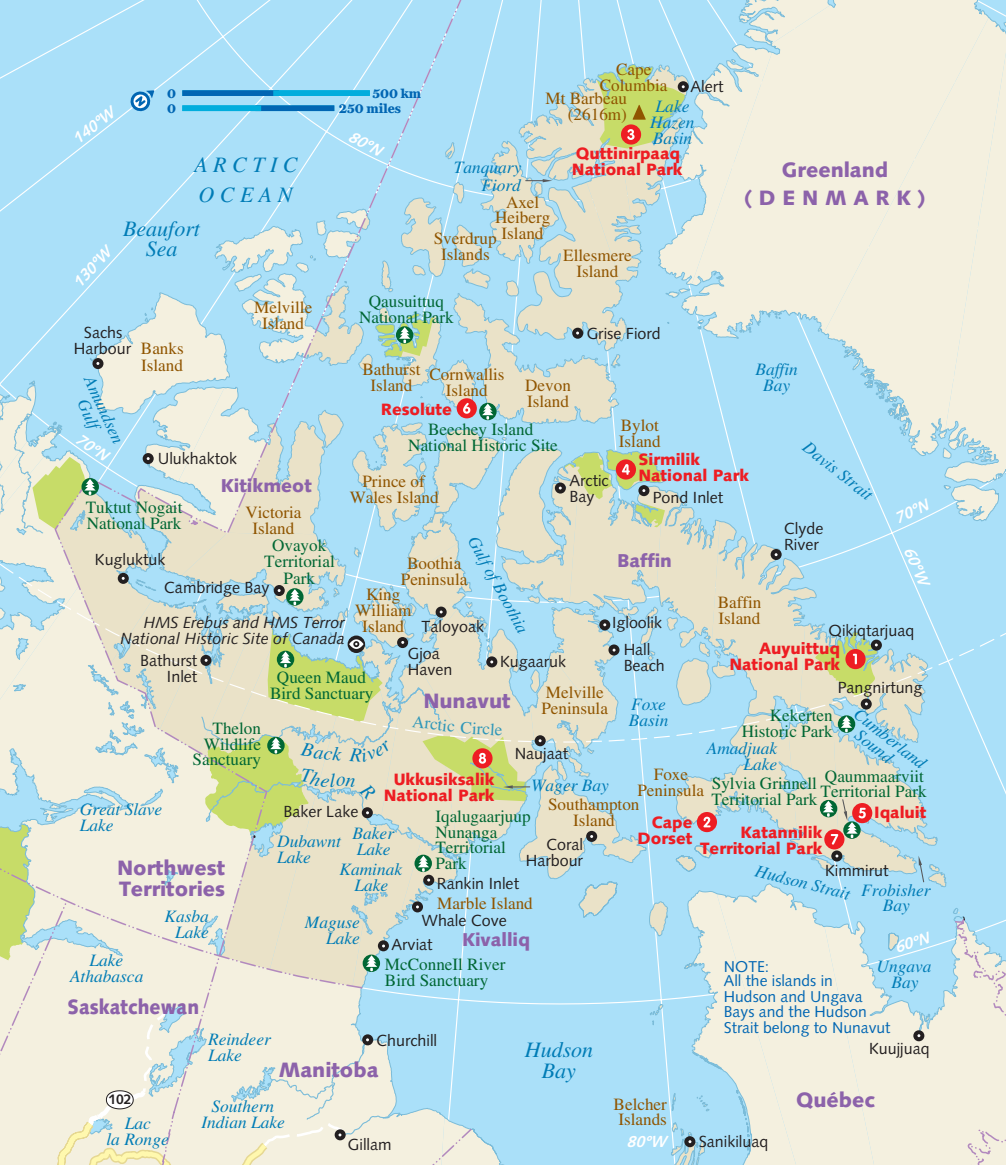 0 500 km
0 250 miles
N
140°W
80°N
ARCTIC
OCEAN
Beaufort
Sea
130°W
Cape
Columbia
Alert
Mt Barbeau
(2616m)
Lake
Hazen
Basin
3
Quttinirpaaq
National Park
Greenland
(DENMARK)
Tanquary
Fiord
Axel
Heiberg
Island
Sverdrup
Islands
Ellesmere
Island
Melville
Island
Qausuittuq
National Park
Sachs
Harbour
Banks
Island
Grise Fiord
Bathurst
Island
Cornwallis
Island
Devon
Island
Baffin
Bay
Amundsen
Gulf
Resolute 6
Beechey Island
National Historic Site
Bylot
Island
4 Sirmilik
National Park
Davis Strait
70°N
Ulukhaktok
Kitikmeot
Prince of
Wales Island
Arctic
Bay
Pond Inlet
70°N
Tuktut Nogait
National Park
Victoria
Island
Clyde
River
60°W
Kugluktuk
Ovayok
Territorial
Park
Cambridge Bay
Boothia
Peninsula
Gulf of Boothia
Baffin
King
William
Island
Taloyoak
Baffin
Island
HMS Erebus and HMS Terror
National Historic Site of Canada
Gjoa
Haven
Igloolik
Qikiqtarjuaq
Bathurst
Inlet
Kugaaruk
Hall
Beach
Auyuittuq
National Park 1
Queen Maud
Bird Sanctuary
Nunavut
Melville
Peninsula
Foxe
Basin
Pangnirtung
Arctic Circle
Kekerten
Historic Park
Cumberland
Sound
Thelon
Wildlife
Sanctuary
Back River
Naujaat
Amadjuak
Lake
8
Ukkusiksalik
National Park
Wager Bay
Thelon R
Foxe
Peninsula
Sylvia Grinnell
Territorial Park
Qaummaarviit
Territorial Park
Great Slave
Lake
Baker Lake
Southampton
Island
5 Iqaluit
Iqalugaarjuup
Nunanga
Territorial
Park
Cape
Dorset 2
Katannilik
Territorial Park 7
Dubawnt
Lake
Baker
Lake
Coral
Harbour
Kimmirut
Northwest
Territories
Kaminak
Lake
Rankin Inlet
Hudson Strait
Frobisher
Bay
Marble Island
Kasba
Lake
Maguse
Lake
Whale Cove
Kivalliq
60°N
Arviat
Lake
Athabasca
McConnell River
Bird Sanctuary
NOTE:
All the islands in
Hudson and Ungava
Bays and the Hudson
Strait belong to Nunavut
Ungava
Bay
Saskatchewan
Reindeer
Lake
Churchill
Kuujjuaq
Manitoba
Hudson
Bay
102
Southern
Indian Lake
Québec
Belcher
Islands
Lac
la Ronge
Gillam
80°W
Sanikiluaq